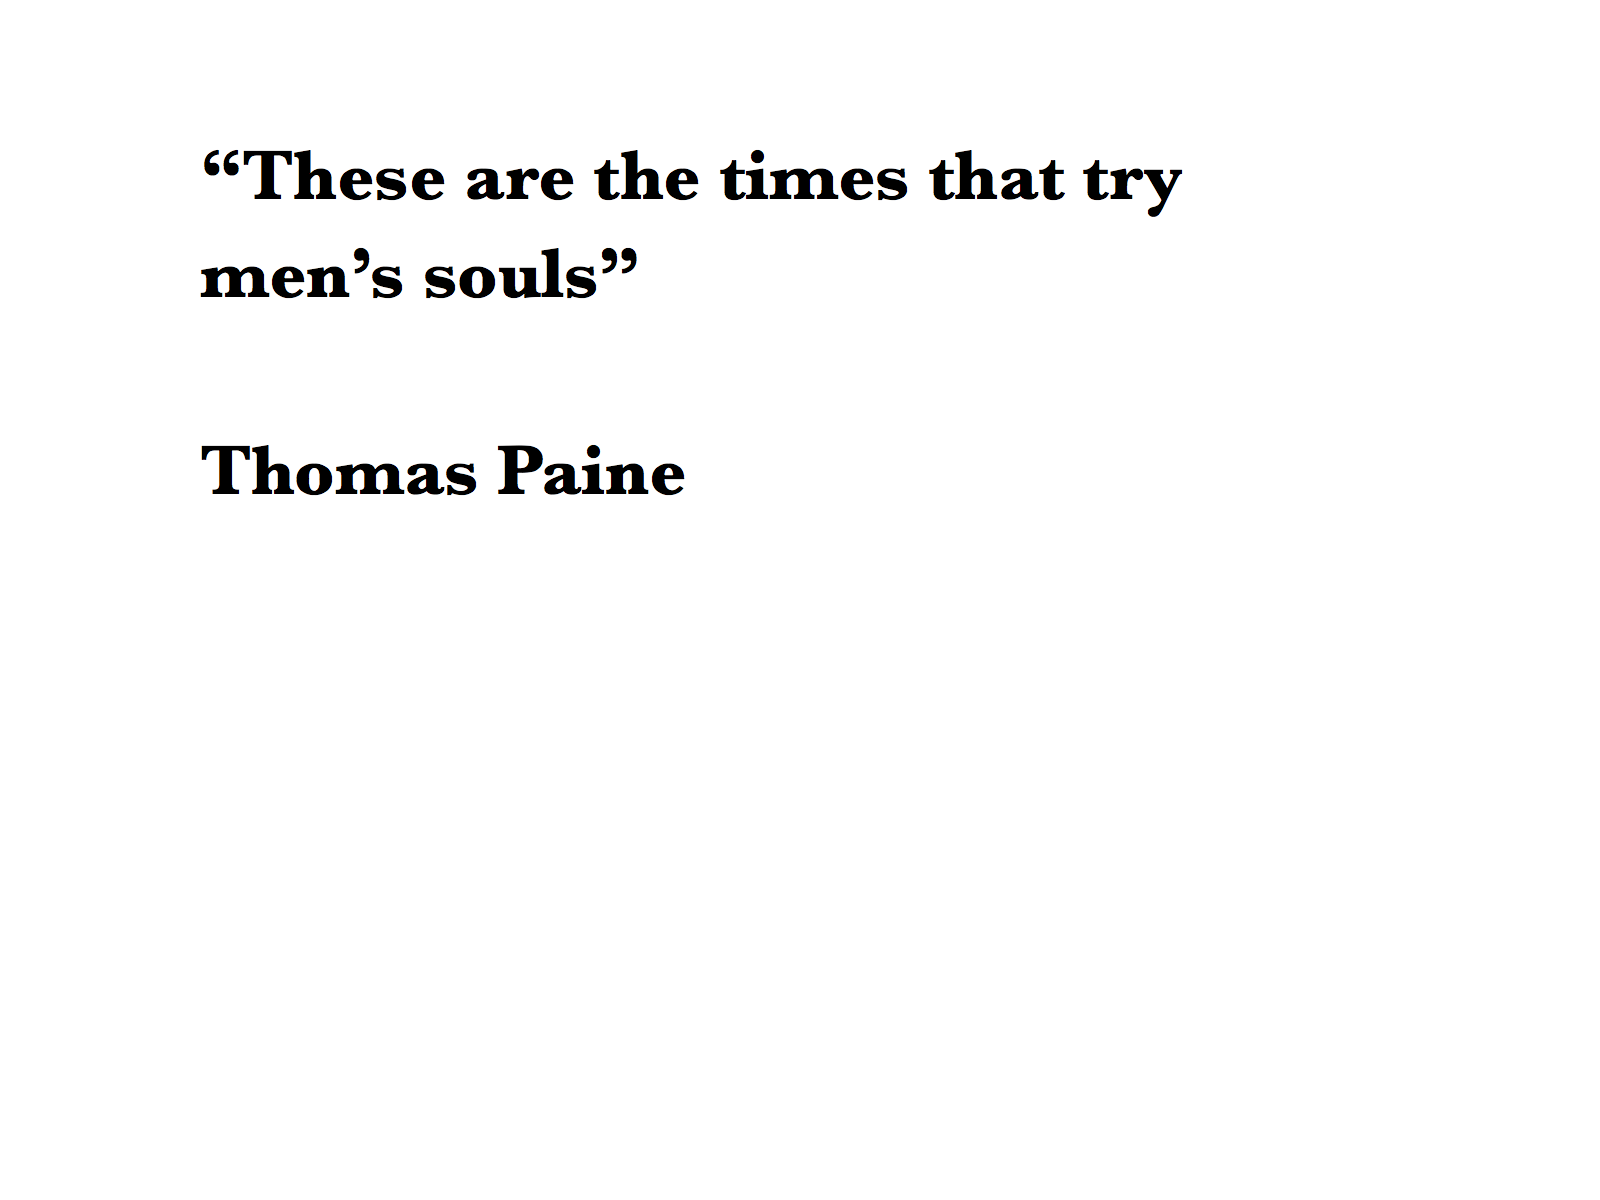 “These are the times that try
men’s souls”
Thomas Paine